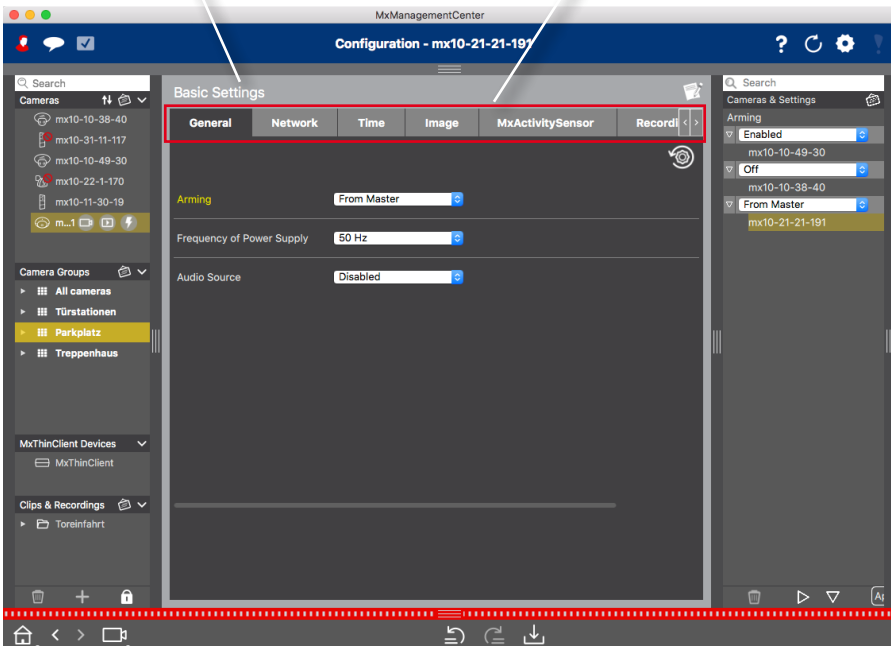 MxManagementCenter
Configuration - mx10-21-21-191
?
Search
Cameras
mx10-10-38-40
mx10-31-11-117
mx10-10-49-30
mx10-22-1-170
mx10-11-30-19
m...1
Camera Groups
All cameras
Türstationen
Parkplatz
Treppenhaus
MxThinClient Devices
MxThinClient
Clips & Recordings
Toreinfahrt
Basic Settings
General Network Time Image MxActivitySensor Recordi
Arming From Master
Frequency of Power Supply 50 Hz
Audio Source Disabled
Search
Cameras & Settings
Arming
Enabled
mx10-10-49-30
Off
mx10-10-38-40
From Master
mx10-21-21-191